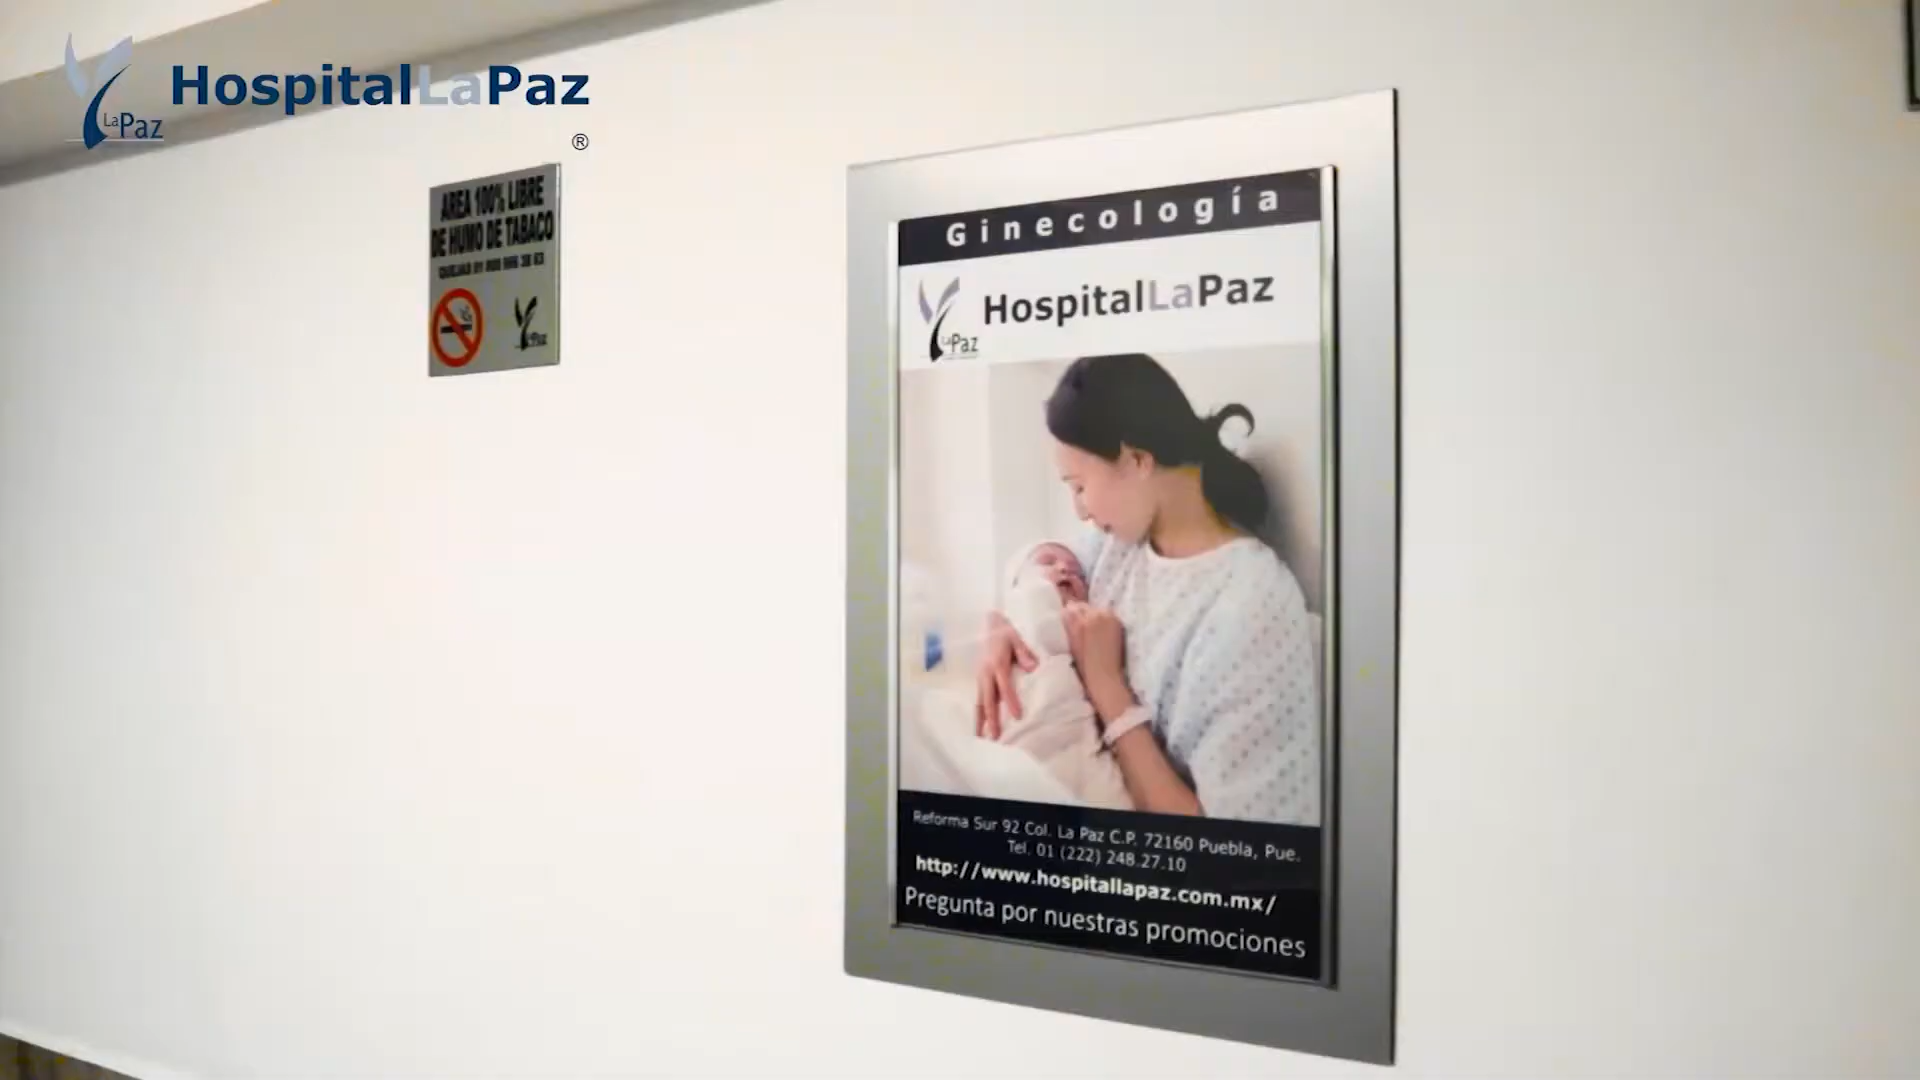 HospitalLaPaz
LaPaz
®
AREA 100% LIBRE
DE HUMO DE TABACO
LaPaz
Ginecología
HospitalLaPaz
LaPaz
Reforma Sur 92 Col. La Paz C.P. 72160 Puebla, Pue.
Tel. 01 (222) 248.27.10
http://www.hospitallapaz.com.mx/
Pregunta por nuestras promociones